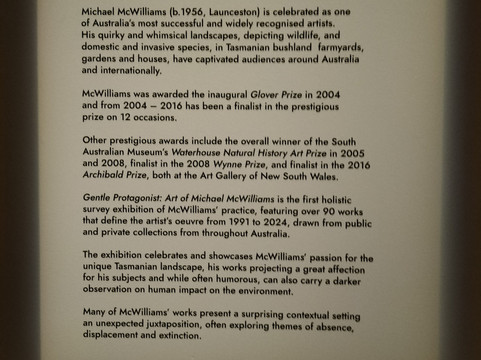 Michael McWilliams (b.1956, Launceston) is celebrated as one
of Australia's most successful and widely recognised artists.
His quirky and whimsical landscapes, depicting wildlife, and
domestic and invasive species, in Tasmanian bushland farmyards,
gardens and houses, have captivated audiences around Australia
and internationally.
McWilliams was awarded the inaugural Glover Prize in 2004
and from 2004 – 2016 has been a finalist in the prestigious
prize on 12 occasions.
Other prestigious awards include the overall winner of the South
Australian Museum's Waterhouse Natural History Art Prize in 2005
and 2008, finalist in the 2008 Wynne Prize, and finalist in the 2016
Archibald Prize, both at the Art Gallery of New South Wales.
Gentle Protagonist: Art of Michael McWilliams is the first holistic
survey exhibition of McWilliams' practice, featuring over 90 works
that define the artist's oeuvre from 1991 to 2024, drawn from public
and private collections from throughout Australia.
The exhibition celebrates and showcases McWilliams' passion for the
unique Tasmanian landscape, his works projecting a great affection
for his subjects and while often humorous, can also carry a darker
observation on human impact on the environment.
Many of McWilliams' works present a surprising contextual setting
an unexpected juxtaposition, often exploring themes of absence,
displacement and extinction.